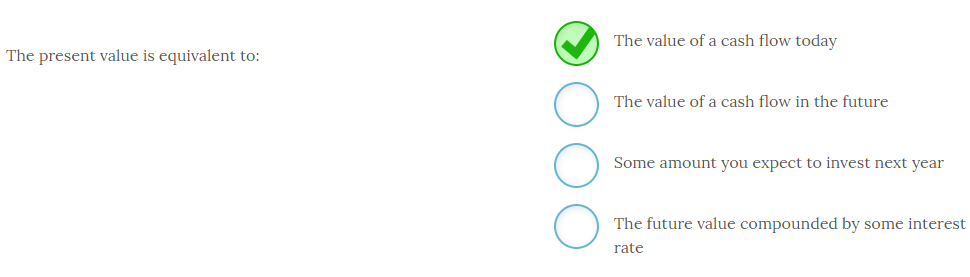 The present value is equivalent to:
The value of a cash flow today
The value of a cash flow in the future
Some amount you expect to invest next year
The future value compounded by some interest
rate